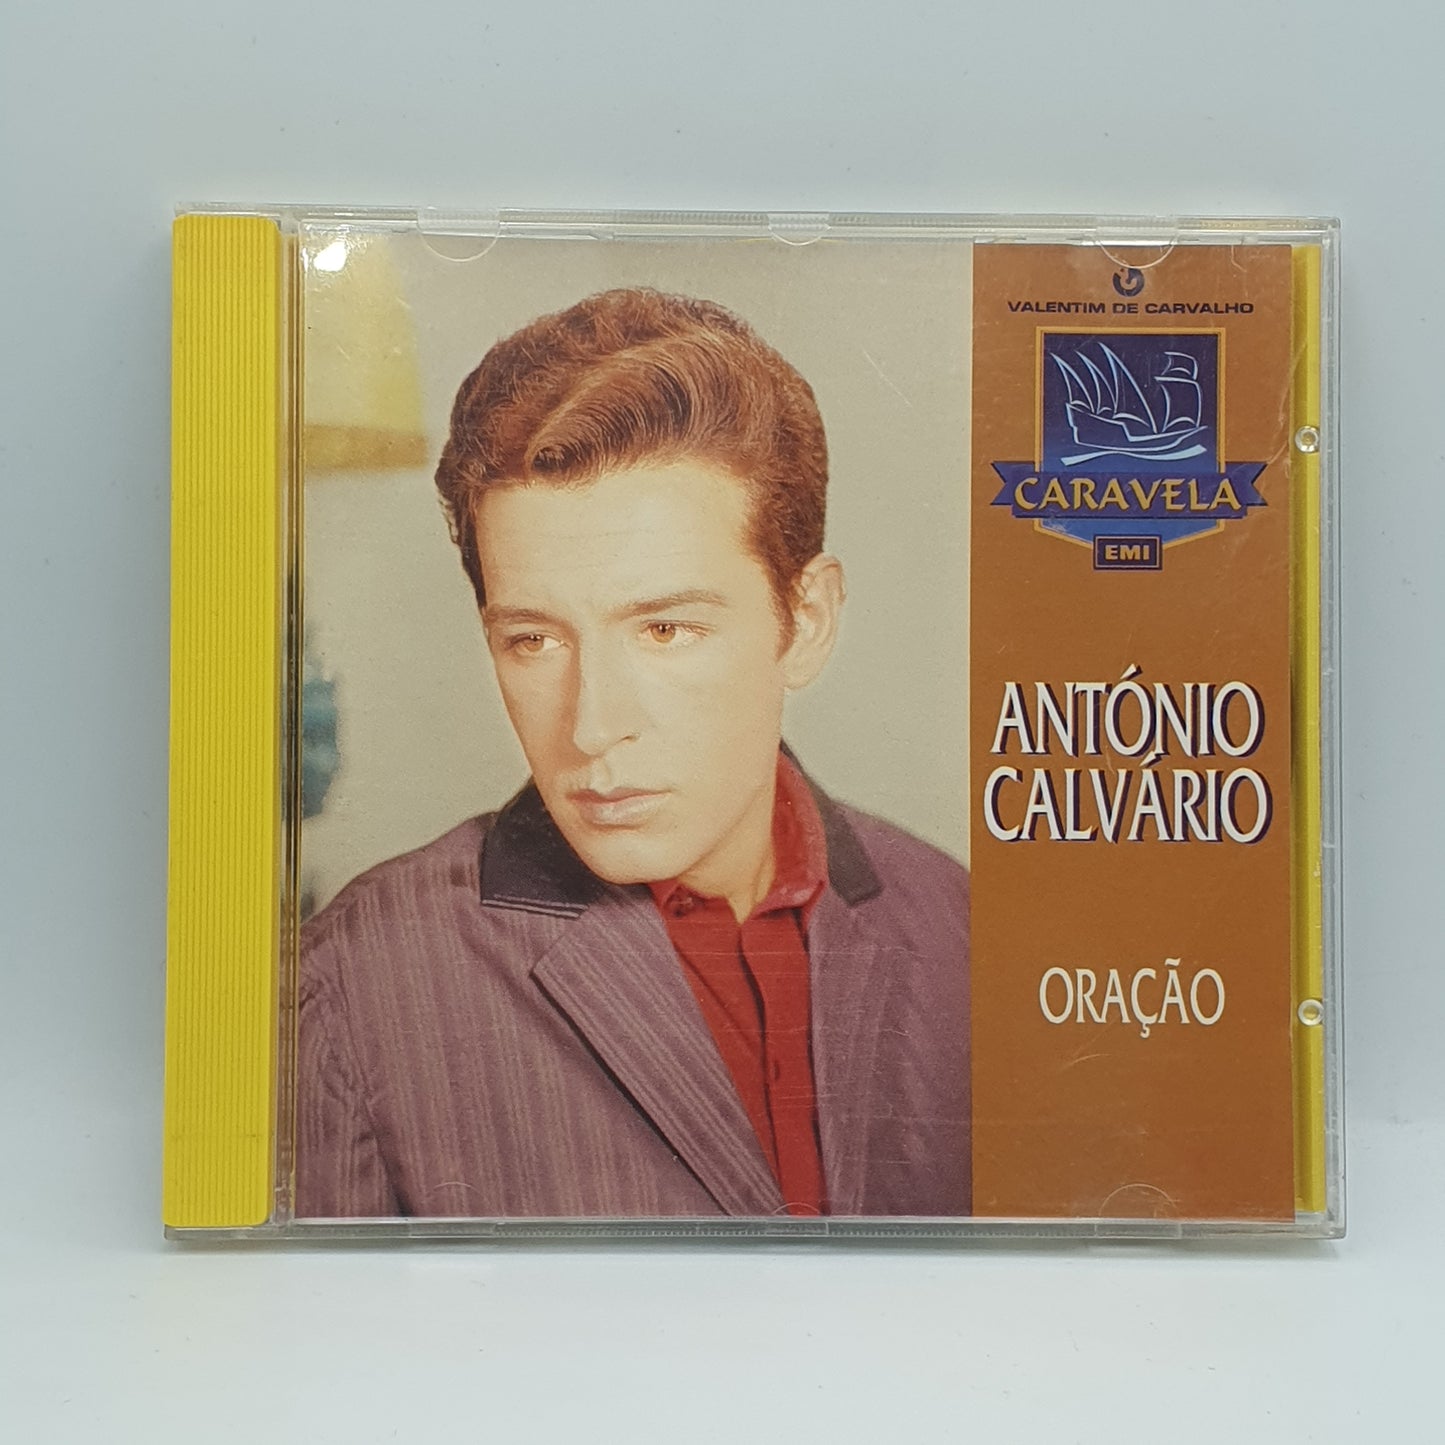 VALENTIM DE CARVALHO
CARAVELA
EMI
ANTÓNIO
CALVÁRIO
ORAÇÃO